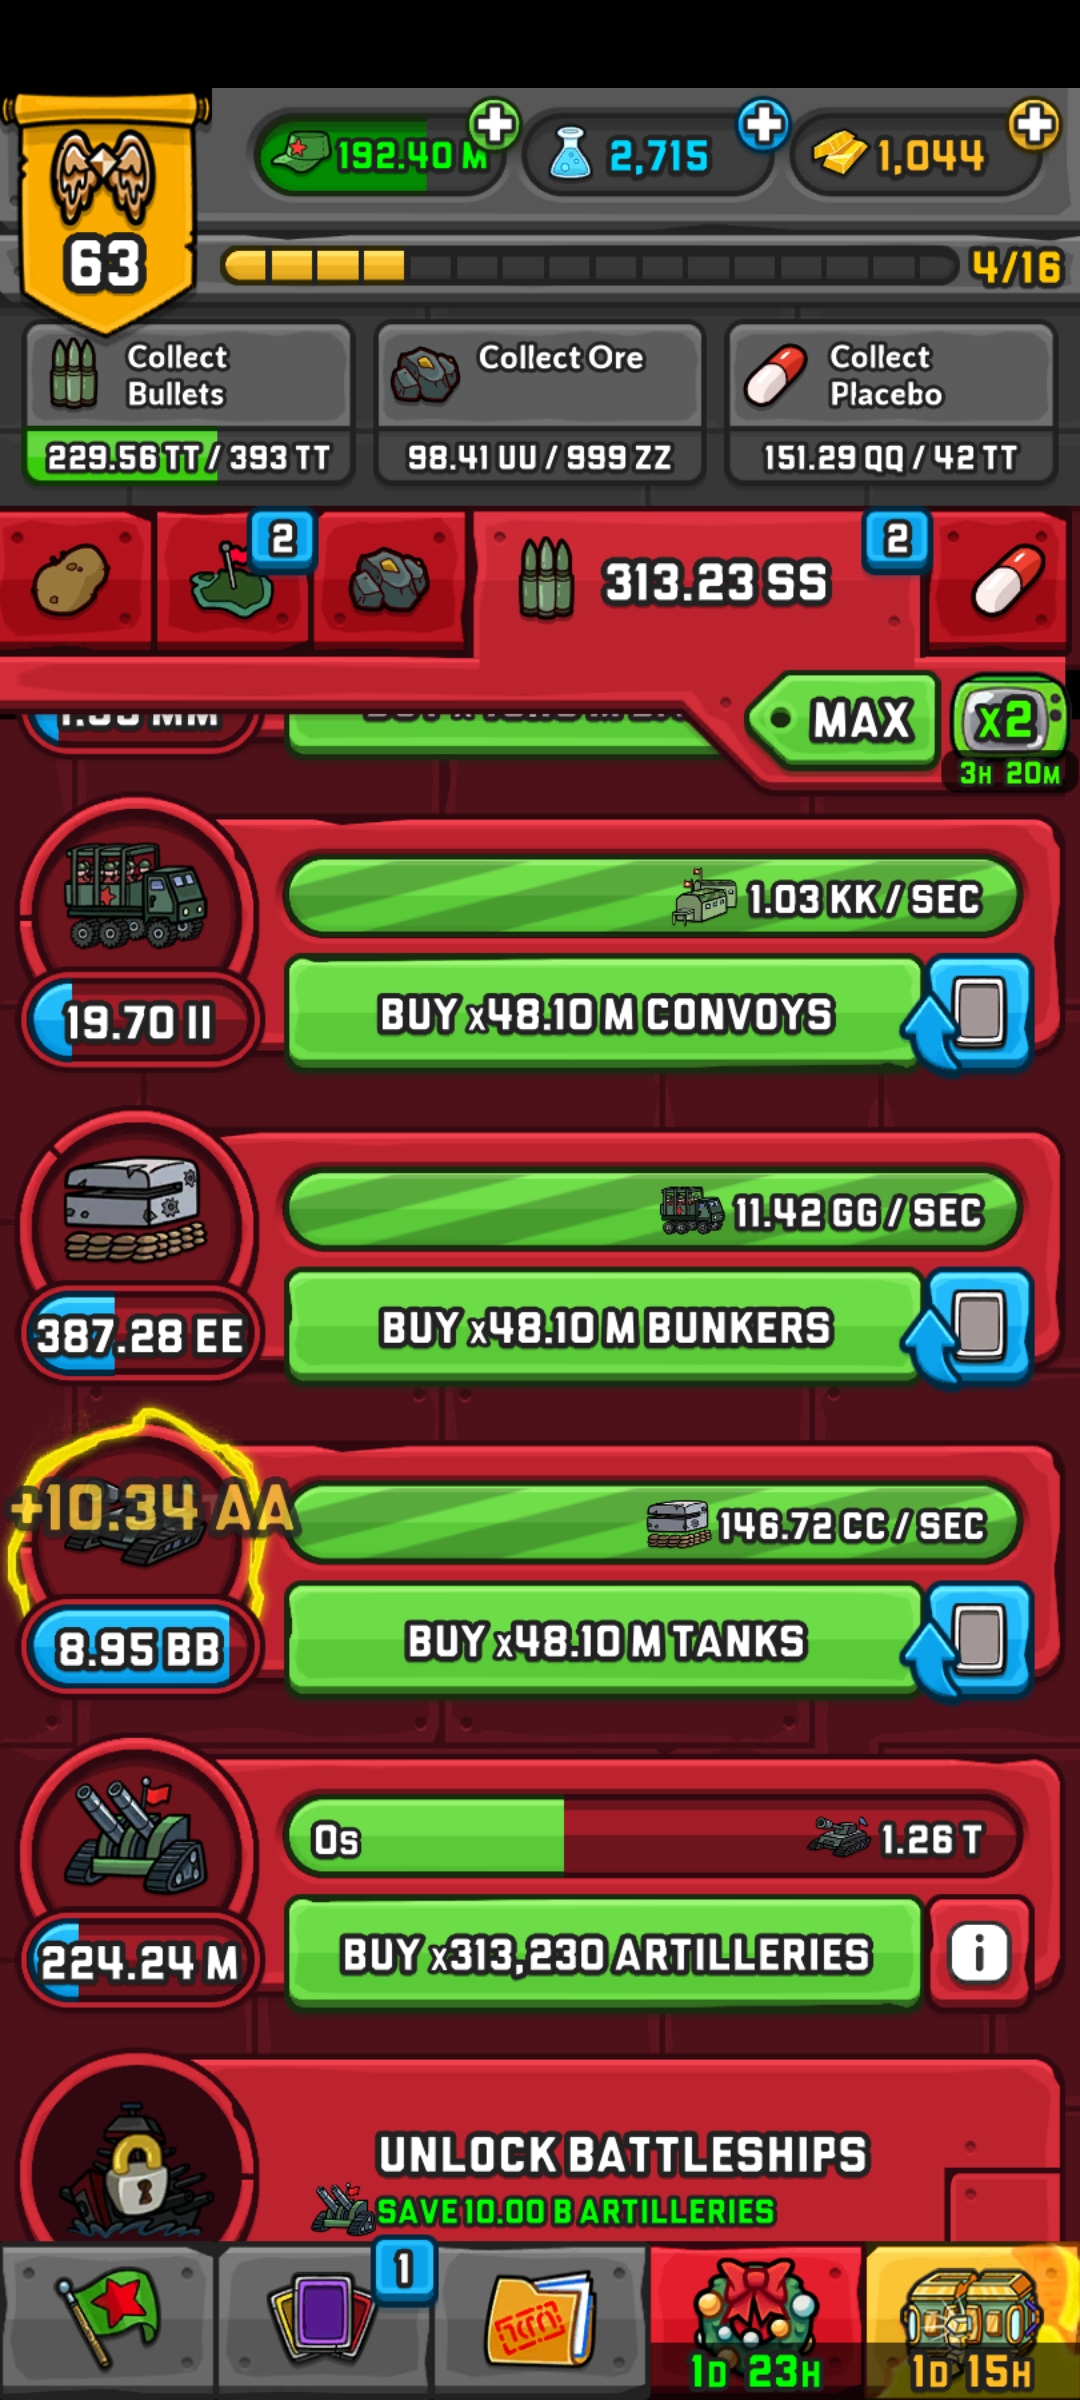 192.40 M
2,715
1,044
63
4/16
Collect
Bullets
229.56 TT / 393 TT
Collect Ore
98.41 UU / 999 ZZ
Collect
Placebo
151.29 QQ / 42 TT
2
313.23 SS
2
MAX
x2
3H 20M
1.03 KK / SEC
19.70 II
BUY x48.10 M CONVOYS
11.42 GG / SEC
387.28 EE
BUY x48.10 M BUNKERS
+10.34 AA
146.72 CC / SEC
8.95 BB
BUY x48.10 M TANKS
0s
1.26 T
224.24 M
BUY x313,230 ARTILLERIES
i
UNLOCK BATTLESHIPS
SAVE 10.00 B ARTILLERIES
1
1D 23H
1D 15H